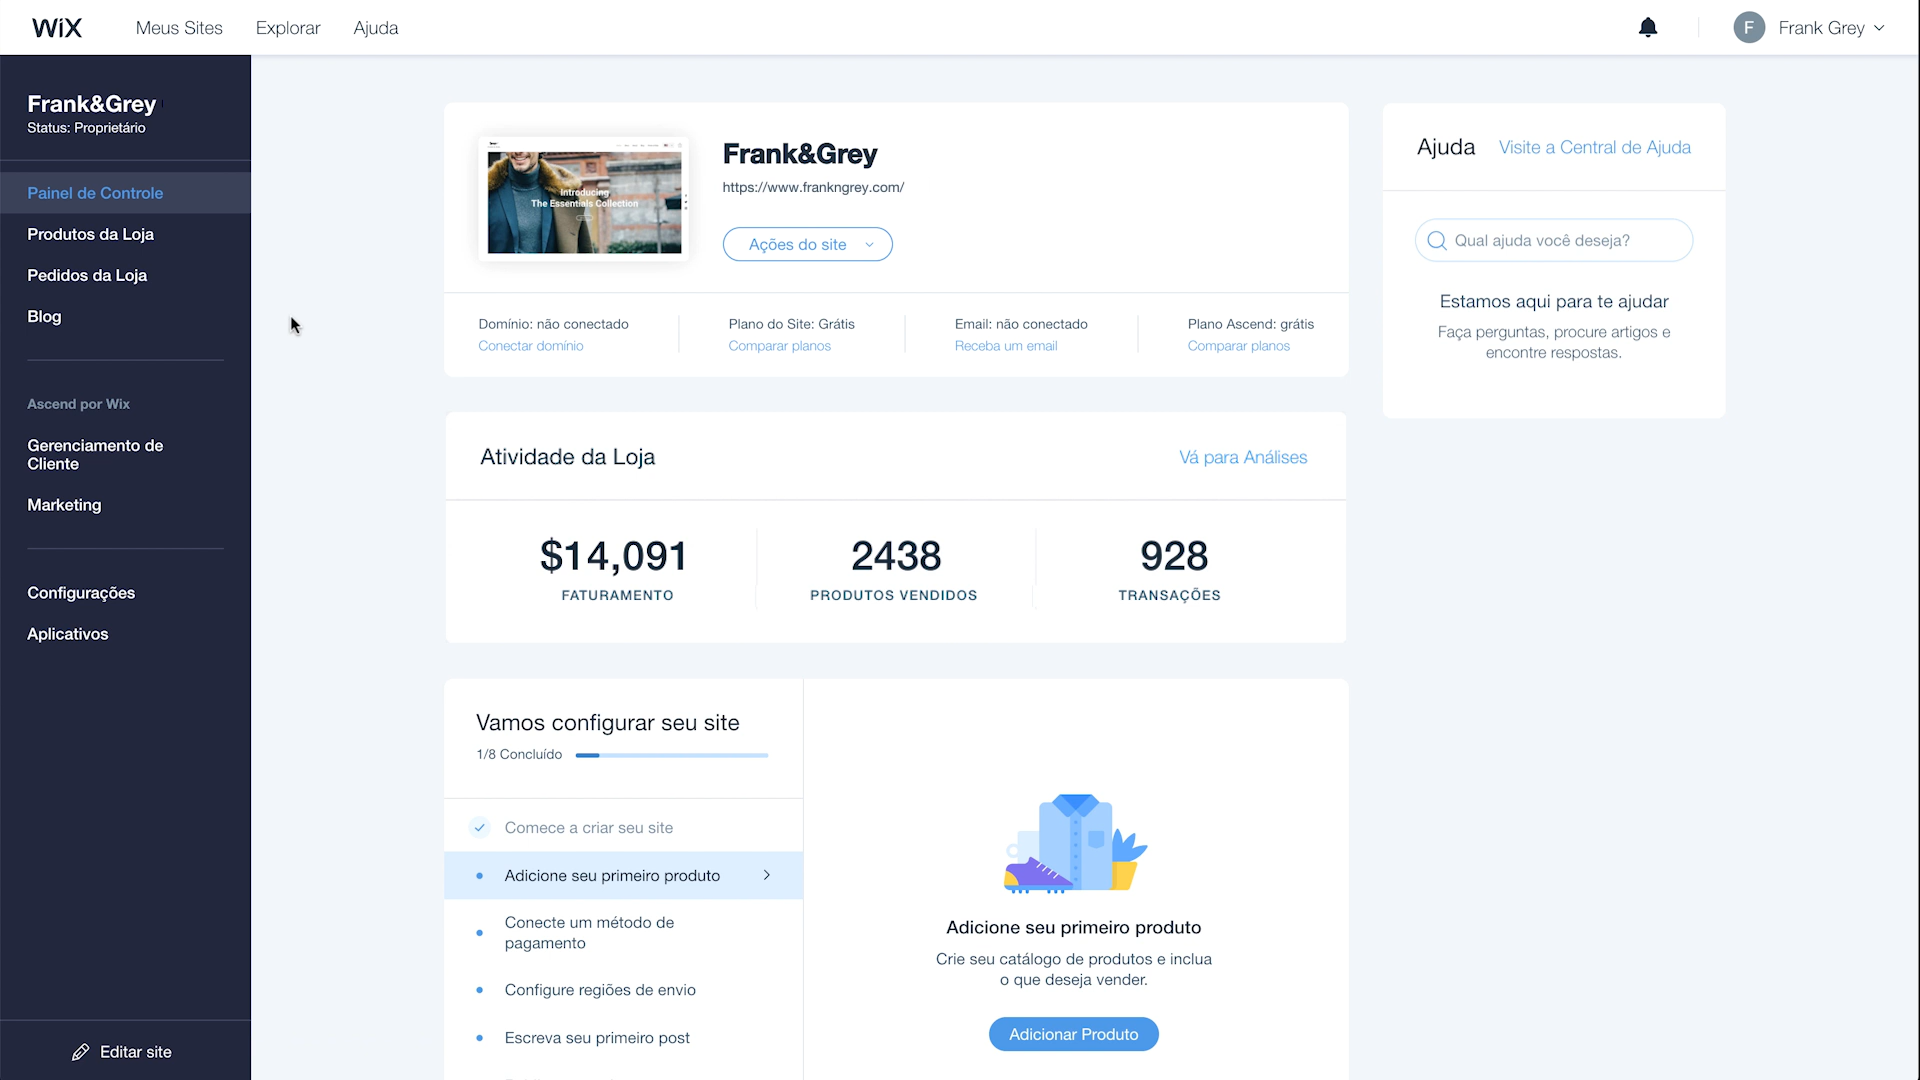 WiX
Meus Sites
Explorar
Ajuda
F
Frank Grey
Frank&Grey
Status: Proprietário
Painel de Controle
Produtos da Loja
Pedidos da Loja
Blog
Ascend por Wix
Gerenciamento de
Cliente
Marketing
Configurações
Aplicativos
Editar site
Introducing
The Essentials Collection
Frank&Grey
https://www.frankngrey.com/
Ações do site
Domínio: não conectado
Conectar domínio
Plano do Site: Grátis
Comparar planos
Email: não conectado
Receba um email
Plano Ascend: grátis
Comparar planos
Atividade da Loja
Vá para Análises
$14,091
FATURAMENTO
2438
PRODUTOS VENDIDOS
928
TRANSAÇÕES
Vamos configurar seu site
1/8 Concluído
Comece a criar seu site
Adicione seu primeiro produto
Conecte um método de
pagamento
Configure regiões de envio
Escreva seu primeiro post
Adicione seu primeiro produto
Crie seu catálogo de produtos e inclua
o que deseja vender.
Adicionar Produto
Ajuda
Visite a Central de Ajuda
Qual ajuda você deseja?
Estamos aqui para te ajudar
Faça perguntas, procure artigos e
encontre respostas.